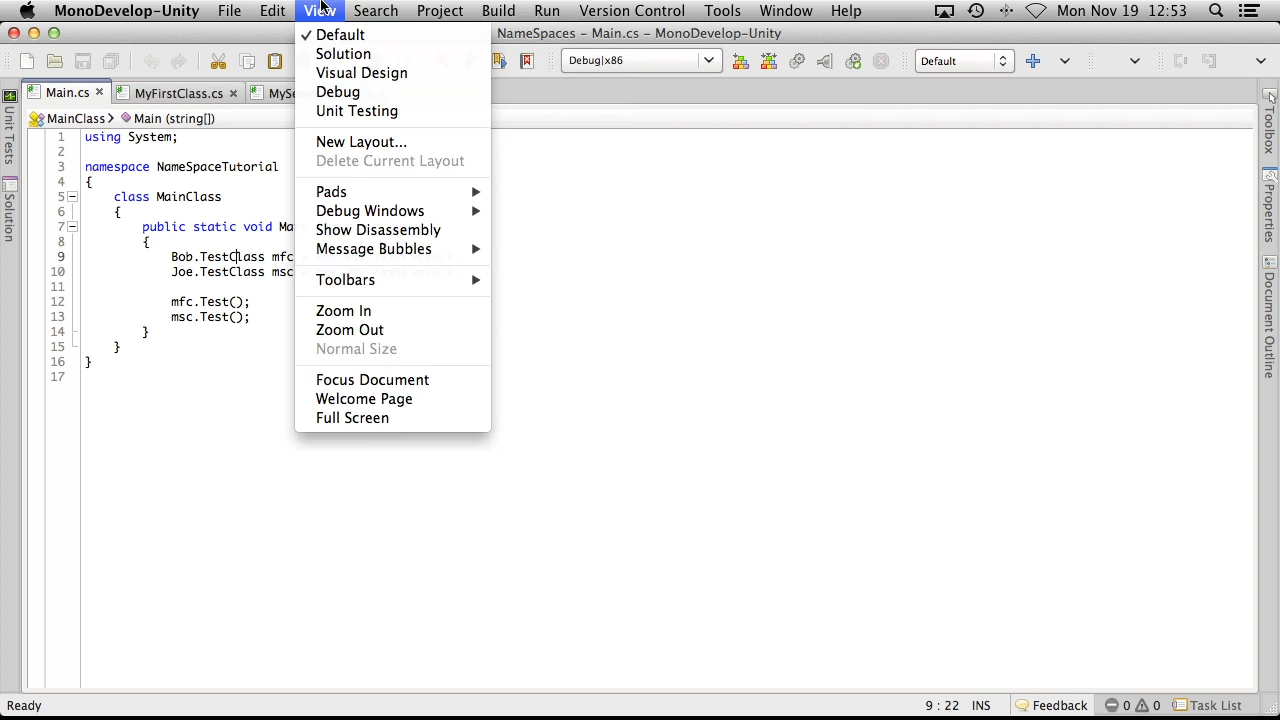 MonoDevelop-Unity File Edit View Search Project Build Run Version Control Tools Window Help Mon Nov 19 12:53
NameSpaces – Main.cs – MonoDevelop-Unity
Debug|x86 Default
Main.cs MyFirstClass.cs
MainClass Main (string[])
Default
Solution
Visual Design
Debug
Unit Testing
New Layout...
Delete Current Layout
Pads
Debug Windows
Show Disassembly
Message Bubbles
Toolbars
Zoom In
Zoom Out
Normal Size
Focus Document
Welcome Page
Full Screen
1 using System;
2
3 namespace NameSpaceTutorial
4 {
5 class MainClass
6 {
7 public static void
8 {
9 Bob.TestClass mfc
10 Joe.TestClass msc
11
12 mfc.Test();
13 msc.Test();
14 }
15 }
16 }
17
Unit Tests
Solution
Toolbox
Properties
Document Outline
Ready 9 : 22 INS Feedback 0 0 Task List